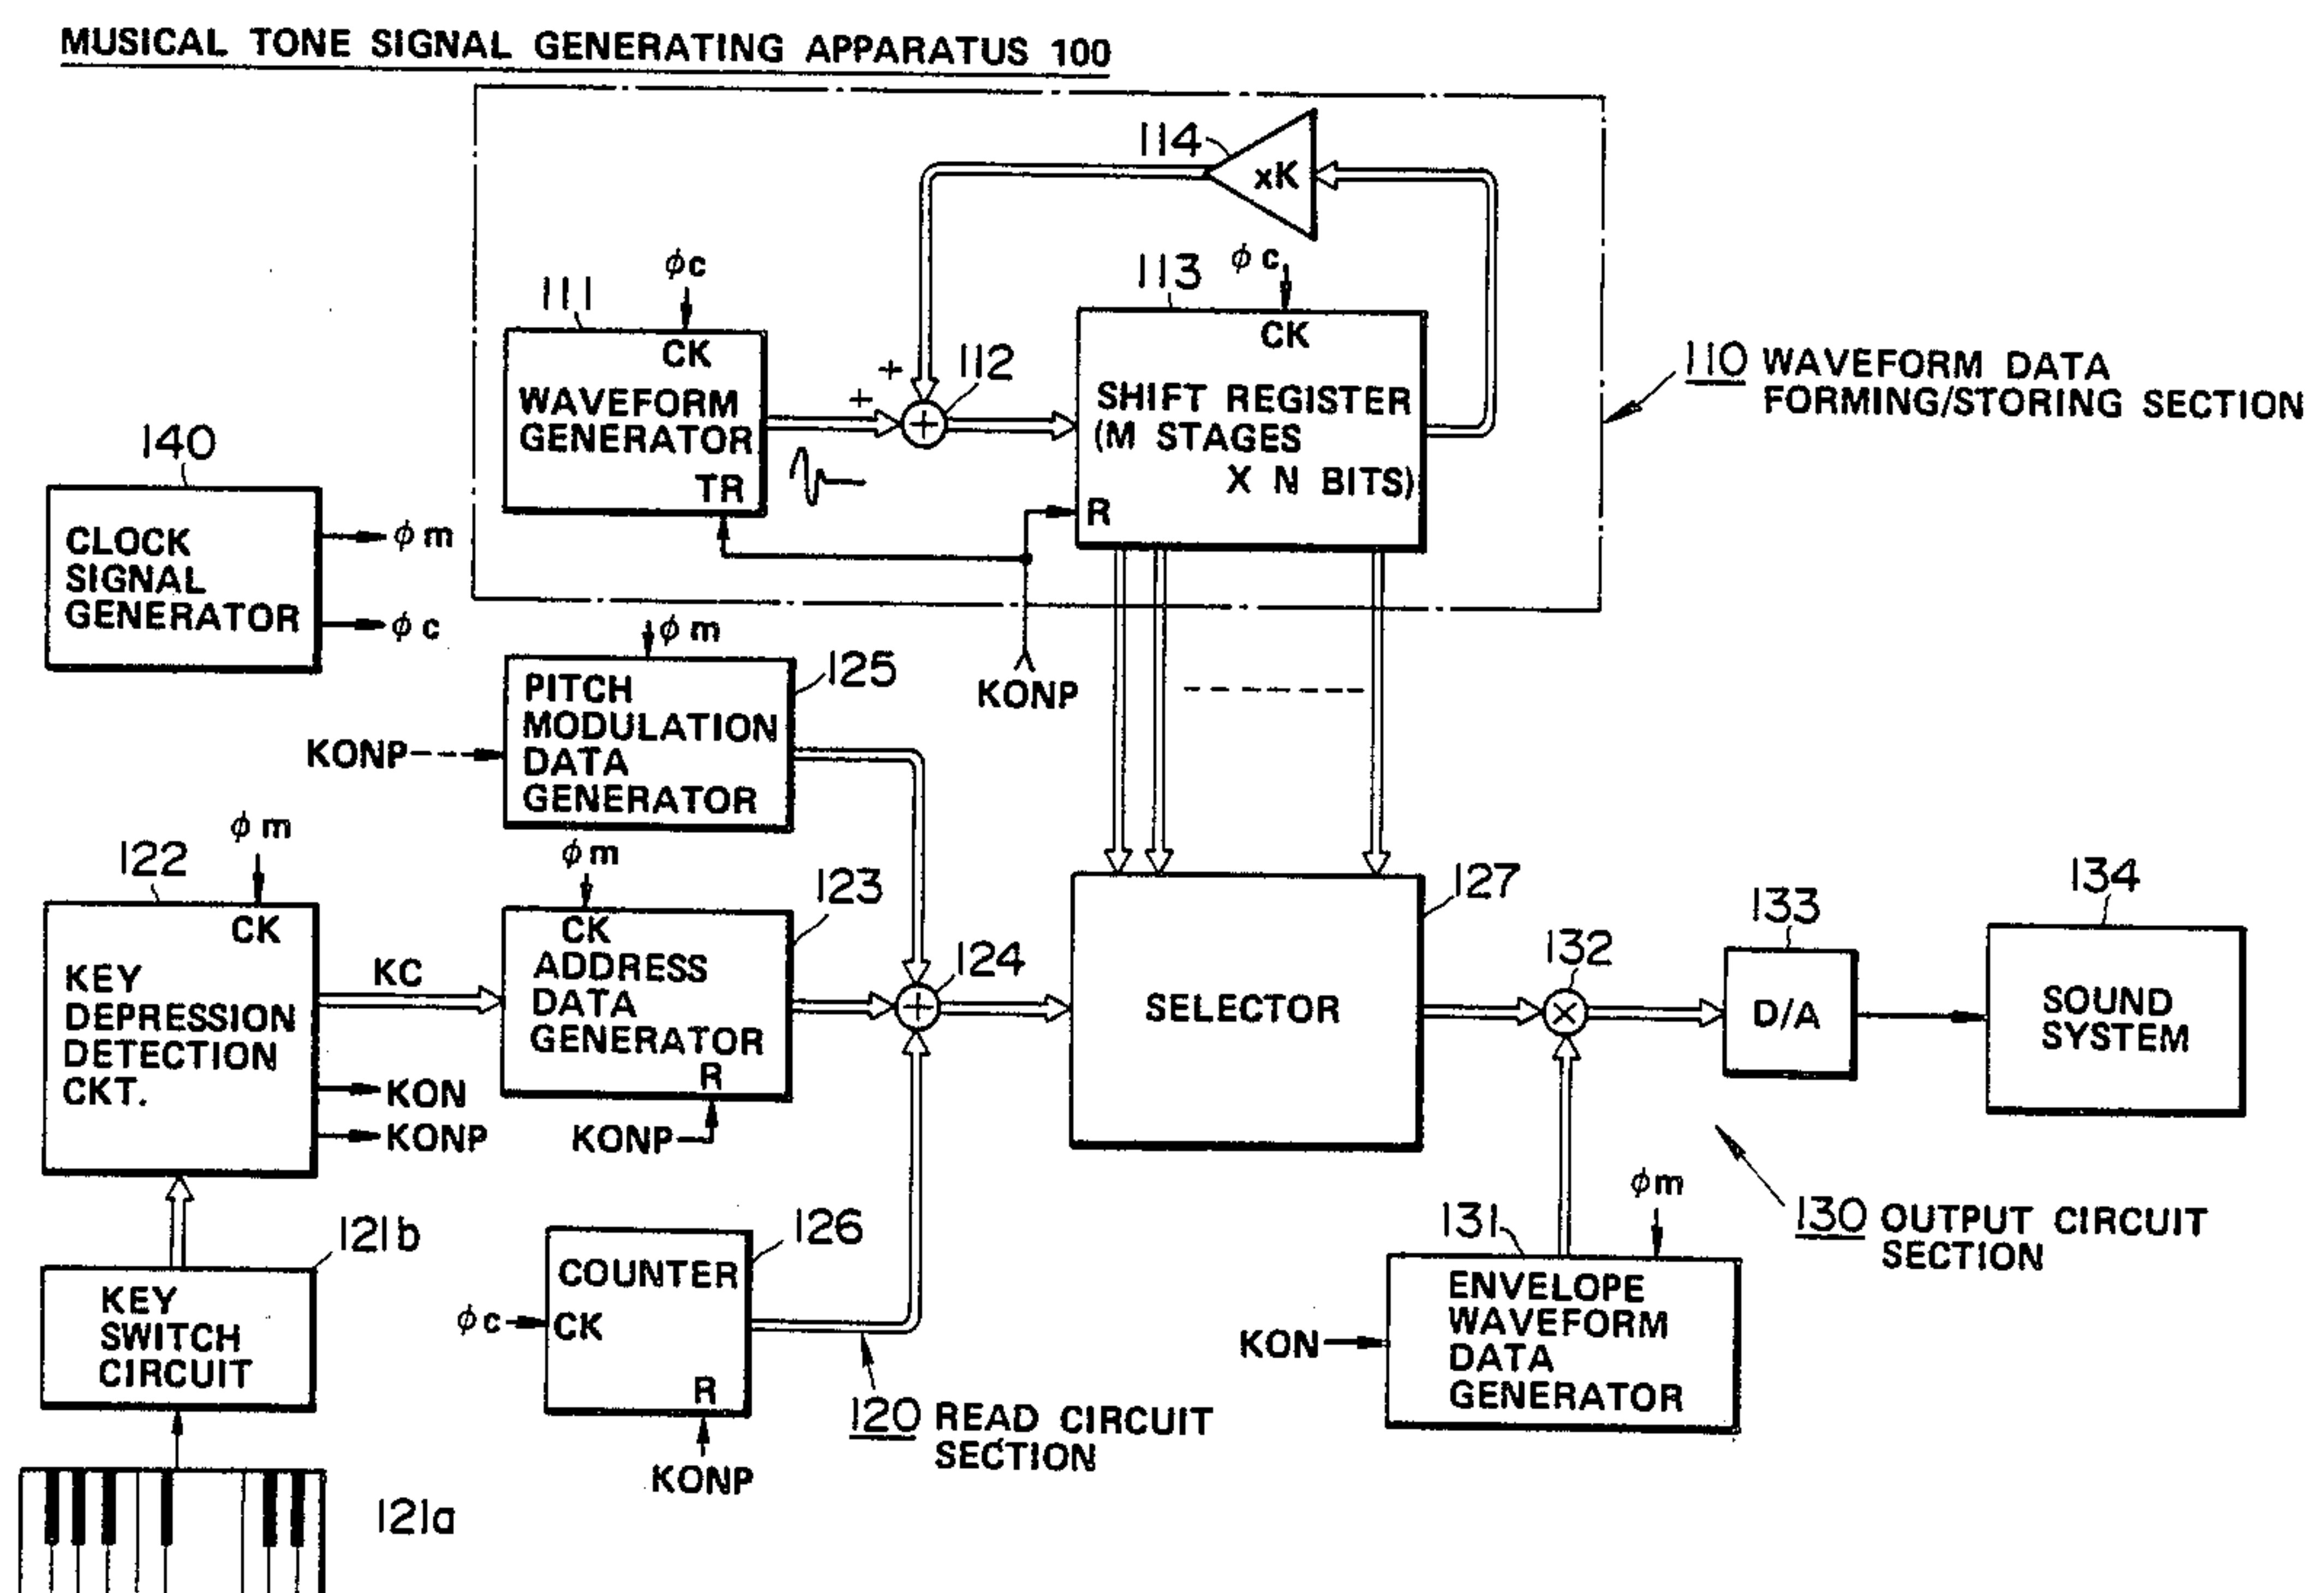 MUSICAL TONE SIGNAL GENERATING APPARATUS 100
114
xK
φc
113
φc
111
CK
CK
112
+
+
+
WAVEFORM
GENERATOR
TR
SHIFT REGISTER
(M STAGES
X N BITS)
R
110 WAVEFORM DATA
FORMING/STORING SECTION
140
CLOCK
SIGNAL
GENERATOR
φm
φc
KONP
φm
125
PITCH
MODULATION
DATA
GENERATOR
KONP
φm
122
CK
KEY
DEPRESSION
DETECTION
CKT.
KC
KON
KONP
φm
123
CK
ADDRESS
DATA
GENERATOR
R
KONP
124
+
127
SELECTOR
132
×
133
D/A
134
SOUND
SYSTEM
121b
KEY
SWITCH
CIRCUIT
126
COUNTER
φc
CK
R
KONP
120 READ CIRCUIT
SECTION
131
φm
KON
ENVELOPE
WAVEFORM
DATA
GENERATOR
130 OUTPUT CIRCUIT
SECTION
121a